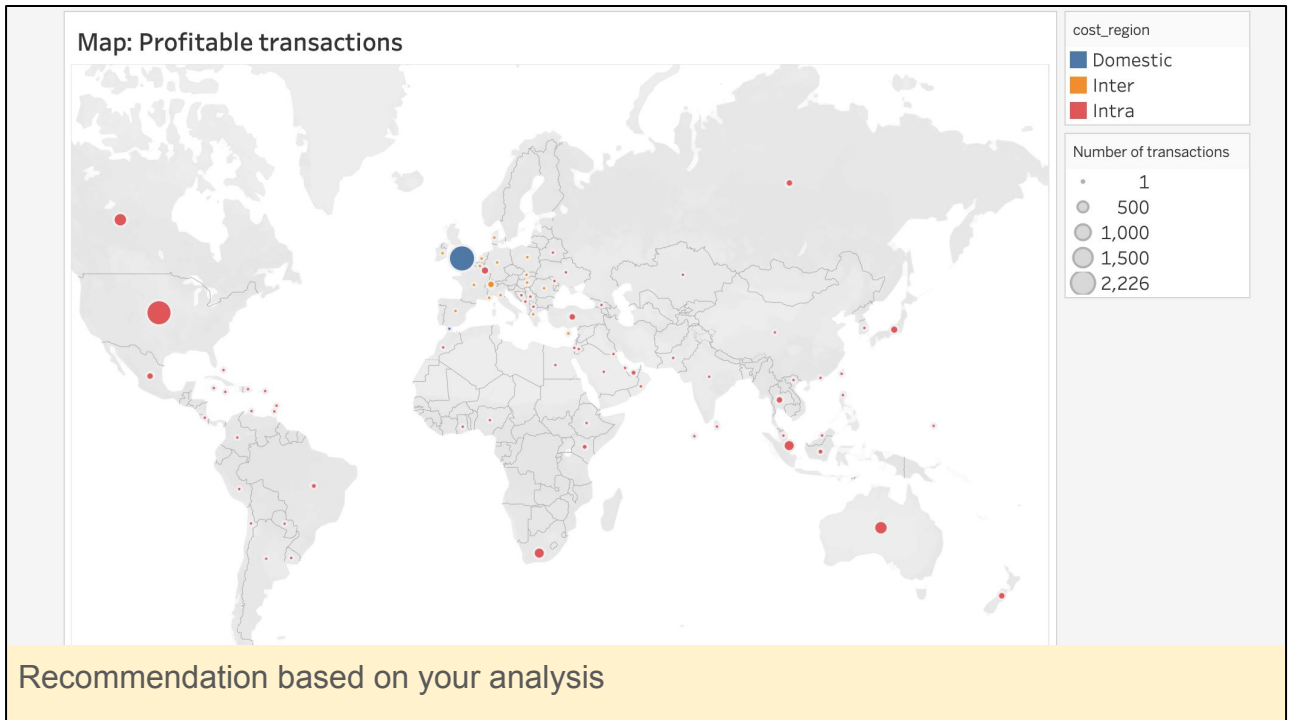 Map: Profitable transactions
cost_region
Domestic
Inter
Intra
Number of transactions
1
500
1,000
1,500
2,226
Recommendation based on your analysis